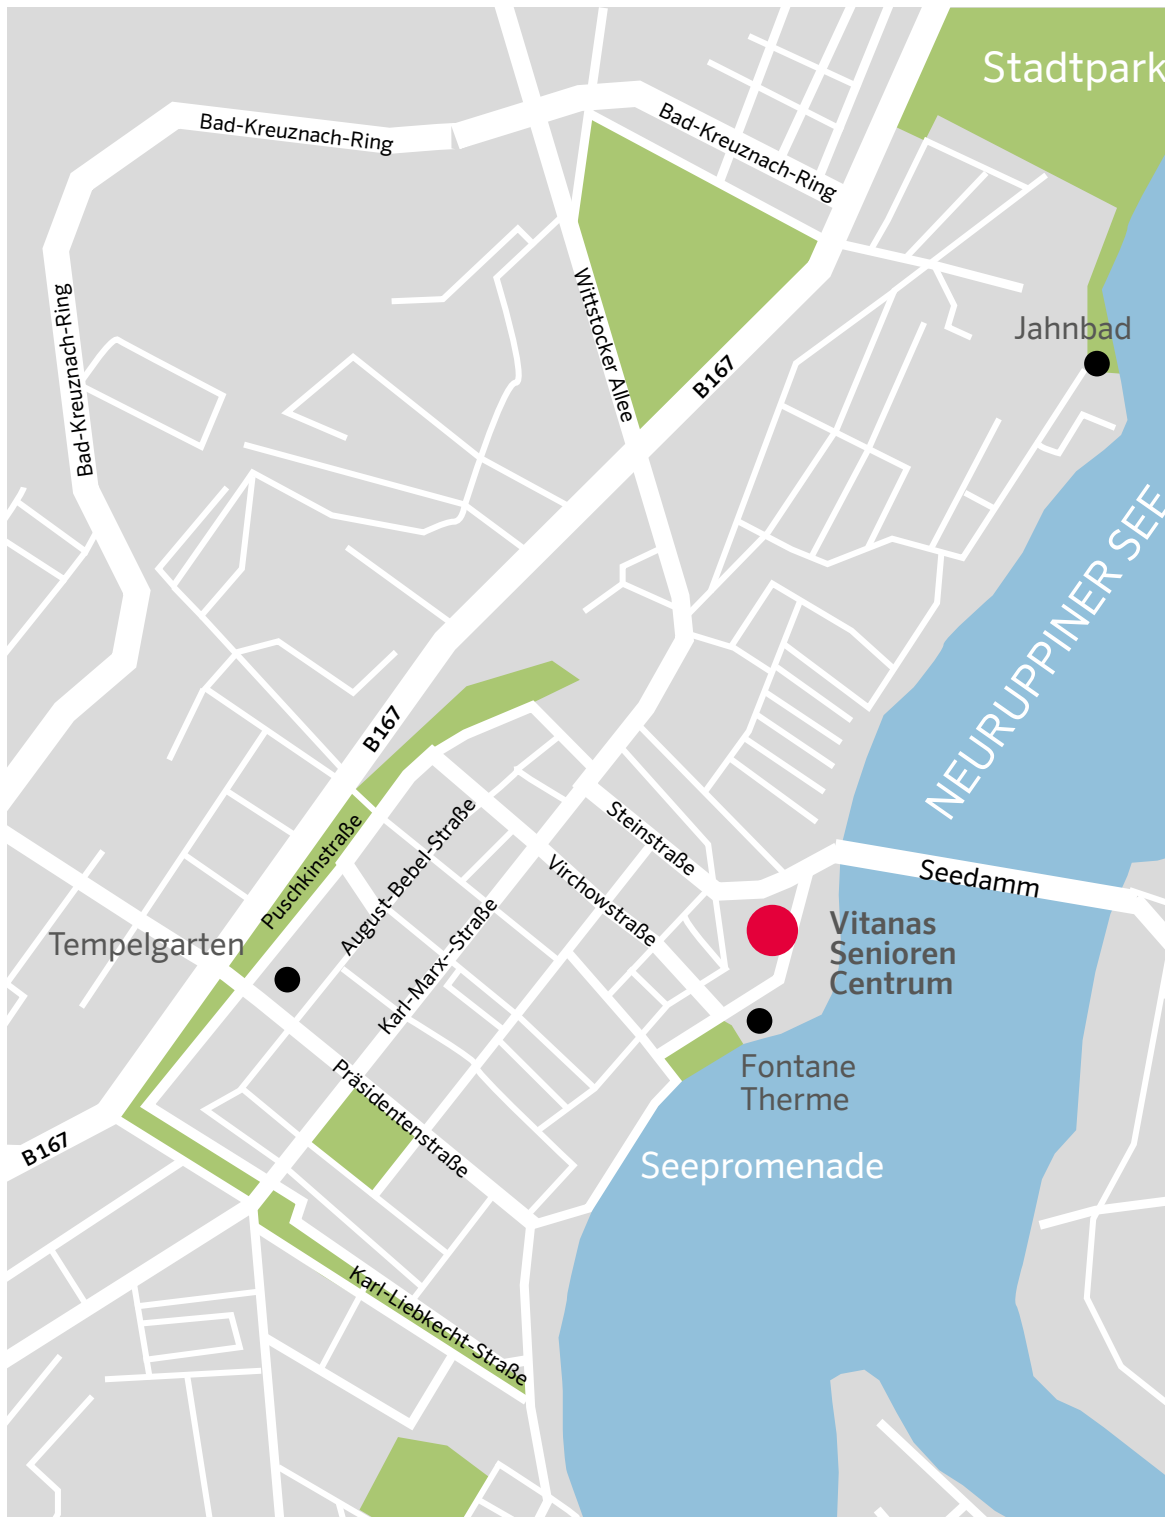 Stadtpark
Bad-Kreuznach-Ring
Bad-Kreuznach-Ring
Bad-Kreuznach-Ring
Wittstocker Allee
Jahnbad
B167
NEURUPPINER SEE
B167
Steinstraße
Puschkinstraße
August-Bebel-Straße
Virchowstraße
Seedamm
Karl-Marx--Straße
Tempelgarten
Vitanas
Senioren
Centrum
Fontane
Therme
Präsidentenstraße
B167
Seepromenade
Karl-Liebkecht-Straße